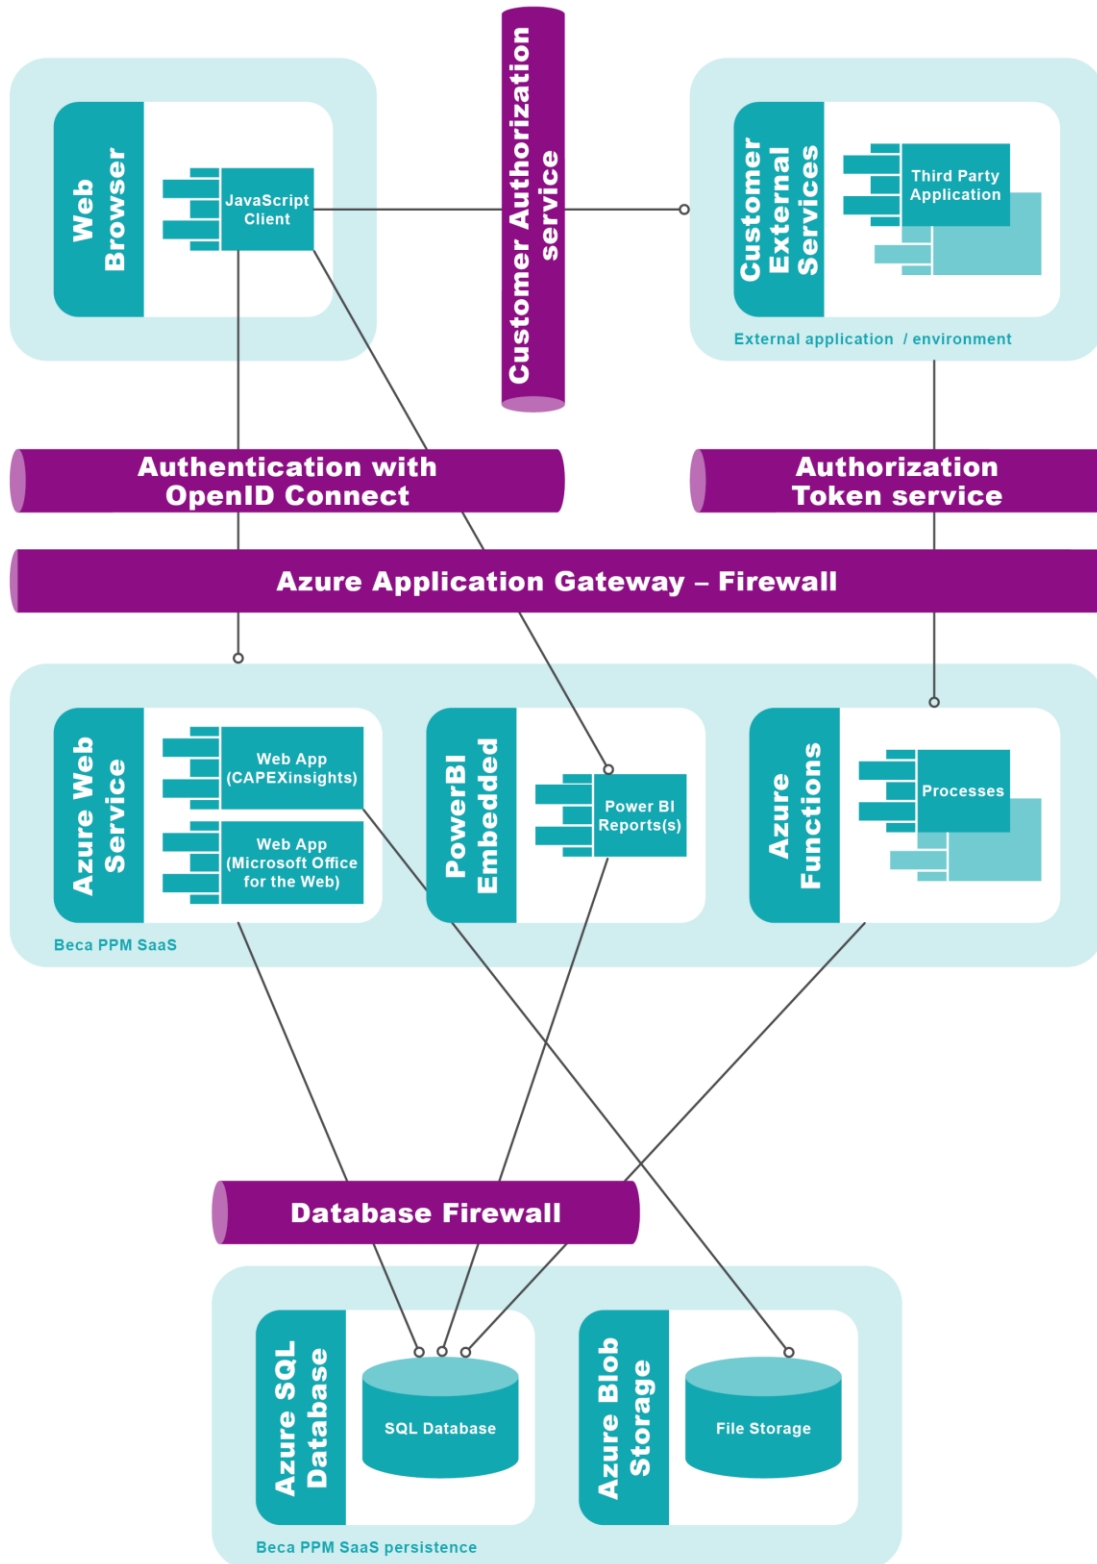 Web
Browser
JavaScript
Client
Customer Authorization
service
Customer
External
Services
Third Party
Application
External application / environment
Authentication with
OpenID Connect
Authorization
Token service
Azure Application Gateway – Firewall
Azure Web
Service
Web App
(CAPEXinsights)
Web App
(Microsoft Office
for the Web)
Beca PPM SaaS
PowerBI
Embedded
Power BI
Reports(s)
Azure
Functions
Processes
Database Firewall
Azure SQL
Database
SQL Database
Azure Blob
Storage
File Storage
Beca PPM SaaS persistence